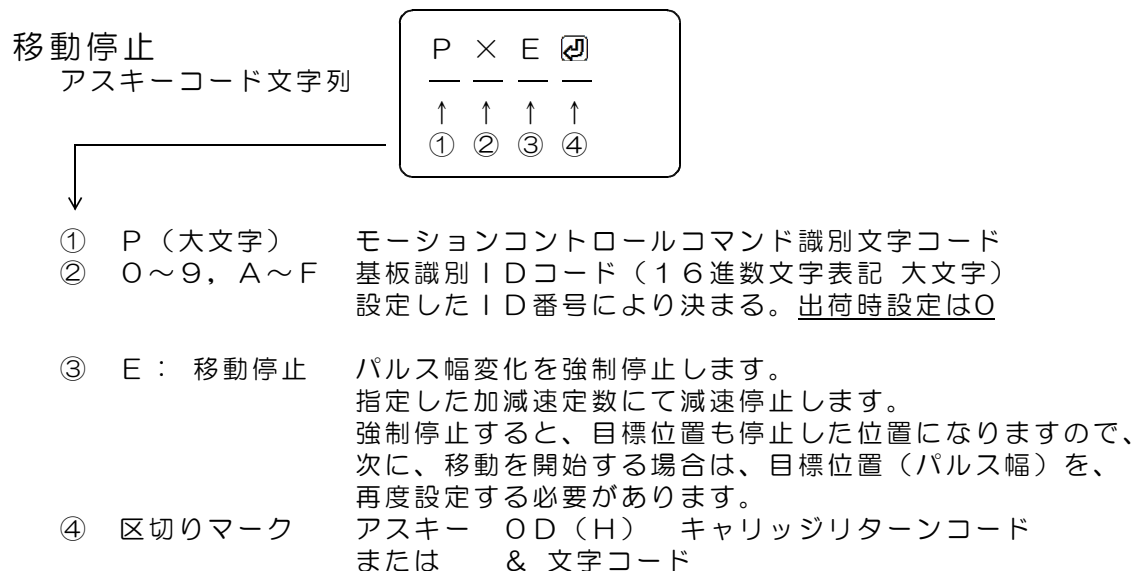 移動停止
アスキーコード文字列
P × E ⏎
↑ ↑ ↑ ↑
① ② ③ ④
① P（大文字） モーションコントロールコマンド識別文字コード
② 0～9，A～F 基板識別IDコード（16進数文字表記 大文字）
設定したID番号により決まる。出荷時設定は0
③ E： 移動停止 パルス幅変化を強制停止します。
指定した加減速定数にて減速停止します。
強制停止すると、目標位置も停止した位置になりますので、
次に、移動を開始する場合は、目標位置（パルス幅）を、
再度設定する必要があります。
④ 区切りマーク アスキー 0D（H） キャリッジリターンコード
または ＆ 文字コード